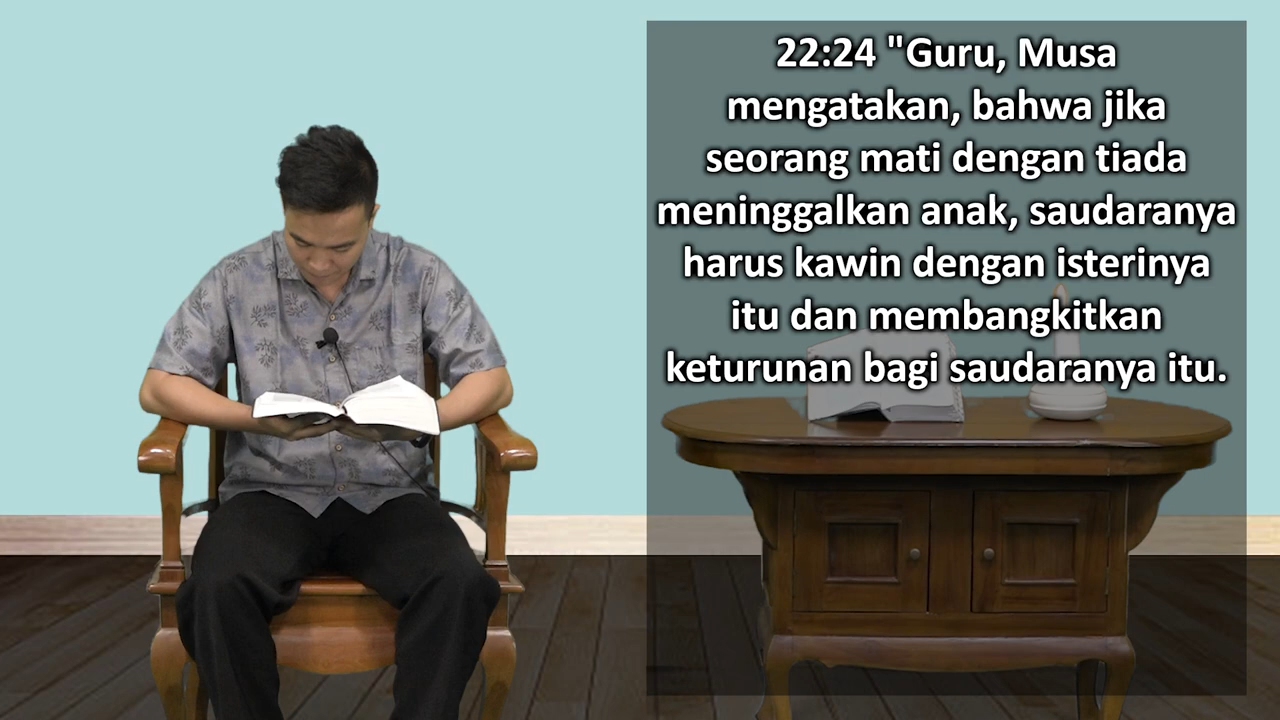 22:24 "Guru, Musa
mengatakan, bahwa jika
seorang mati dengan tiada
meninggalkan anak, saudaranya
harus kawin dengan isterinya
itu dan membangkitkan
keturunan bagi saudaranya itu.